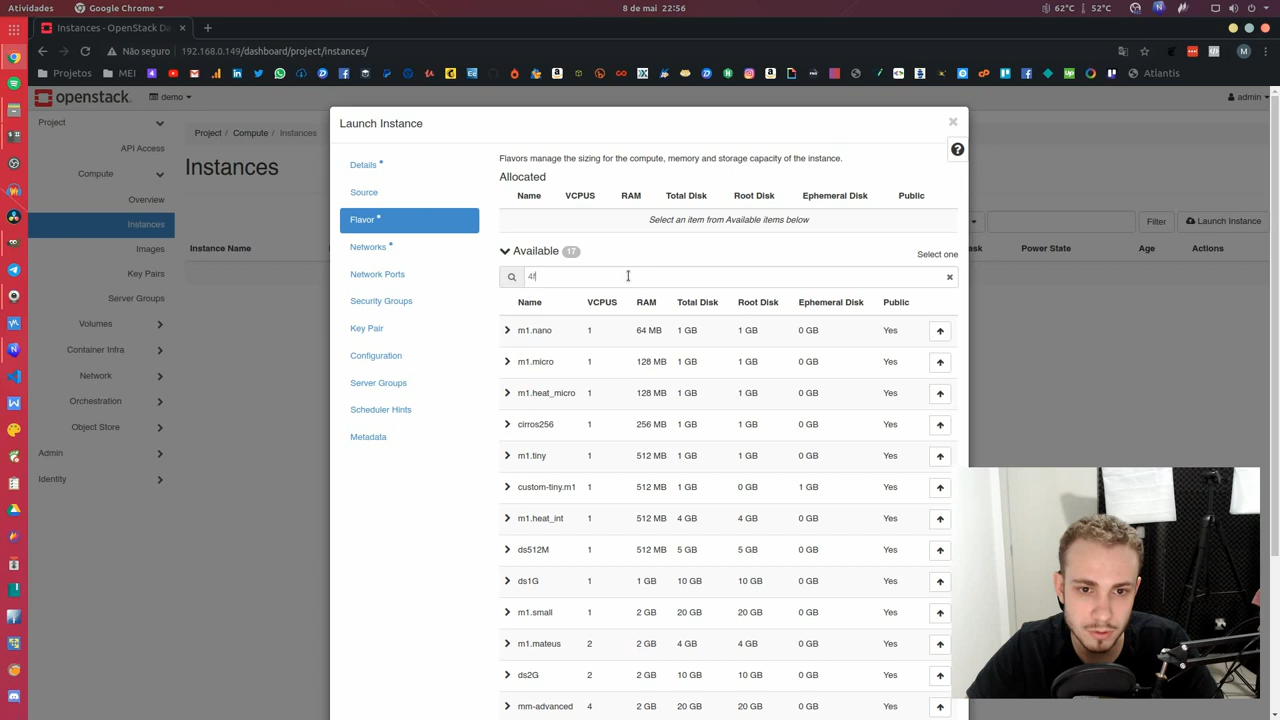 Atividades
Google Chrome
8 de mai 22:56
62°C
52°C
Instances - OpenStack Da
Não seguro
192.168.0.149/dashboard/project/instances/
M
Projetos
MEI
Atlantis
openstack.
demo
admin
Project
API Access
Compute
Overview
Instances
Images
Key Pairs
Server Groups
Volumes
Container Infra
Network
Orchestration
Object Store
Admin
Identity
Project / Compute / Instances
Instances
Filter
Launch Instance
Instance Name
ask
Power State
Age
Actions
Launch Instance
Details
Source
Flavor
Networks
Network Ports
Security Groups
Key Pair
Configuration
Server Groups
Scheduler Hints
Metadata
Flavors manage the sizing for the compute, memory and storage capacity of the instance.
Allocated
Name VCPUS RAM Total Disk Root Disk Ephemeral Disk Public
Select an item from Available items below
Available 17
Select one
Name VCPUS RAM Total Disk Root Disk Ephemeral Disk Public
m1.nano 1 64 MB 1 GB 1 GB 0 GB Yes
m1.micro 1 128 MB 1 GB 1 GB 0 GB Yes
m1.heat_micro 1 128 MB 1 GB 1 GB 0 GB Yes
cirros256 1 256 MB 1 GB 1 GB 0 GB Yes
m1.tiny 1 512 MB 1 GB 1 GB 0 GB Yes
custom-tiny.m1 1 512 MB 1 GB 0 GB 1 GB Yes
m1.heat_int 1 512 MB 4 GB 4 GB 0 GB Yes
ds512M 1 512 MB 5 GB 5 GB 0 GB Yes
ds1G 1 1 GB 10 GB 10 GB 0 GB Yes
m1.small 1 2 GB 20 GB 20 GB 0 GB Yes
m1.mateus 2 2 GB 4 GB 4 GB 0 GB Yes
ds2G 2 2 GB 10 GB 10 GB 0 GB Yes
mm-advanced 4 2 GB 20 GB 20 GB 0 GB Yes